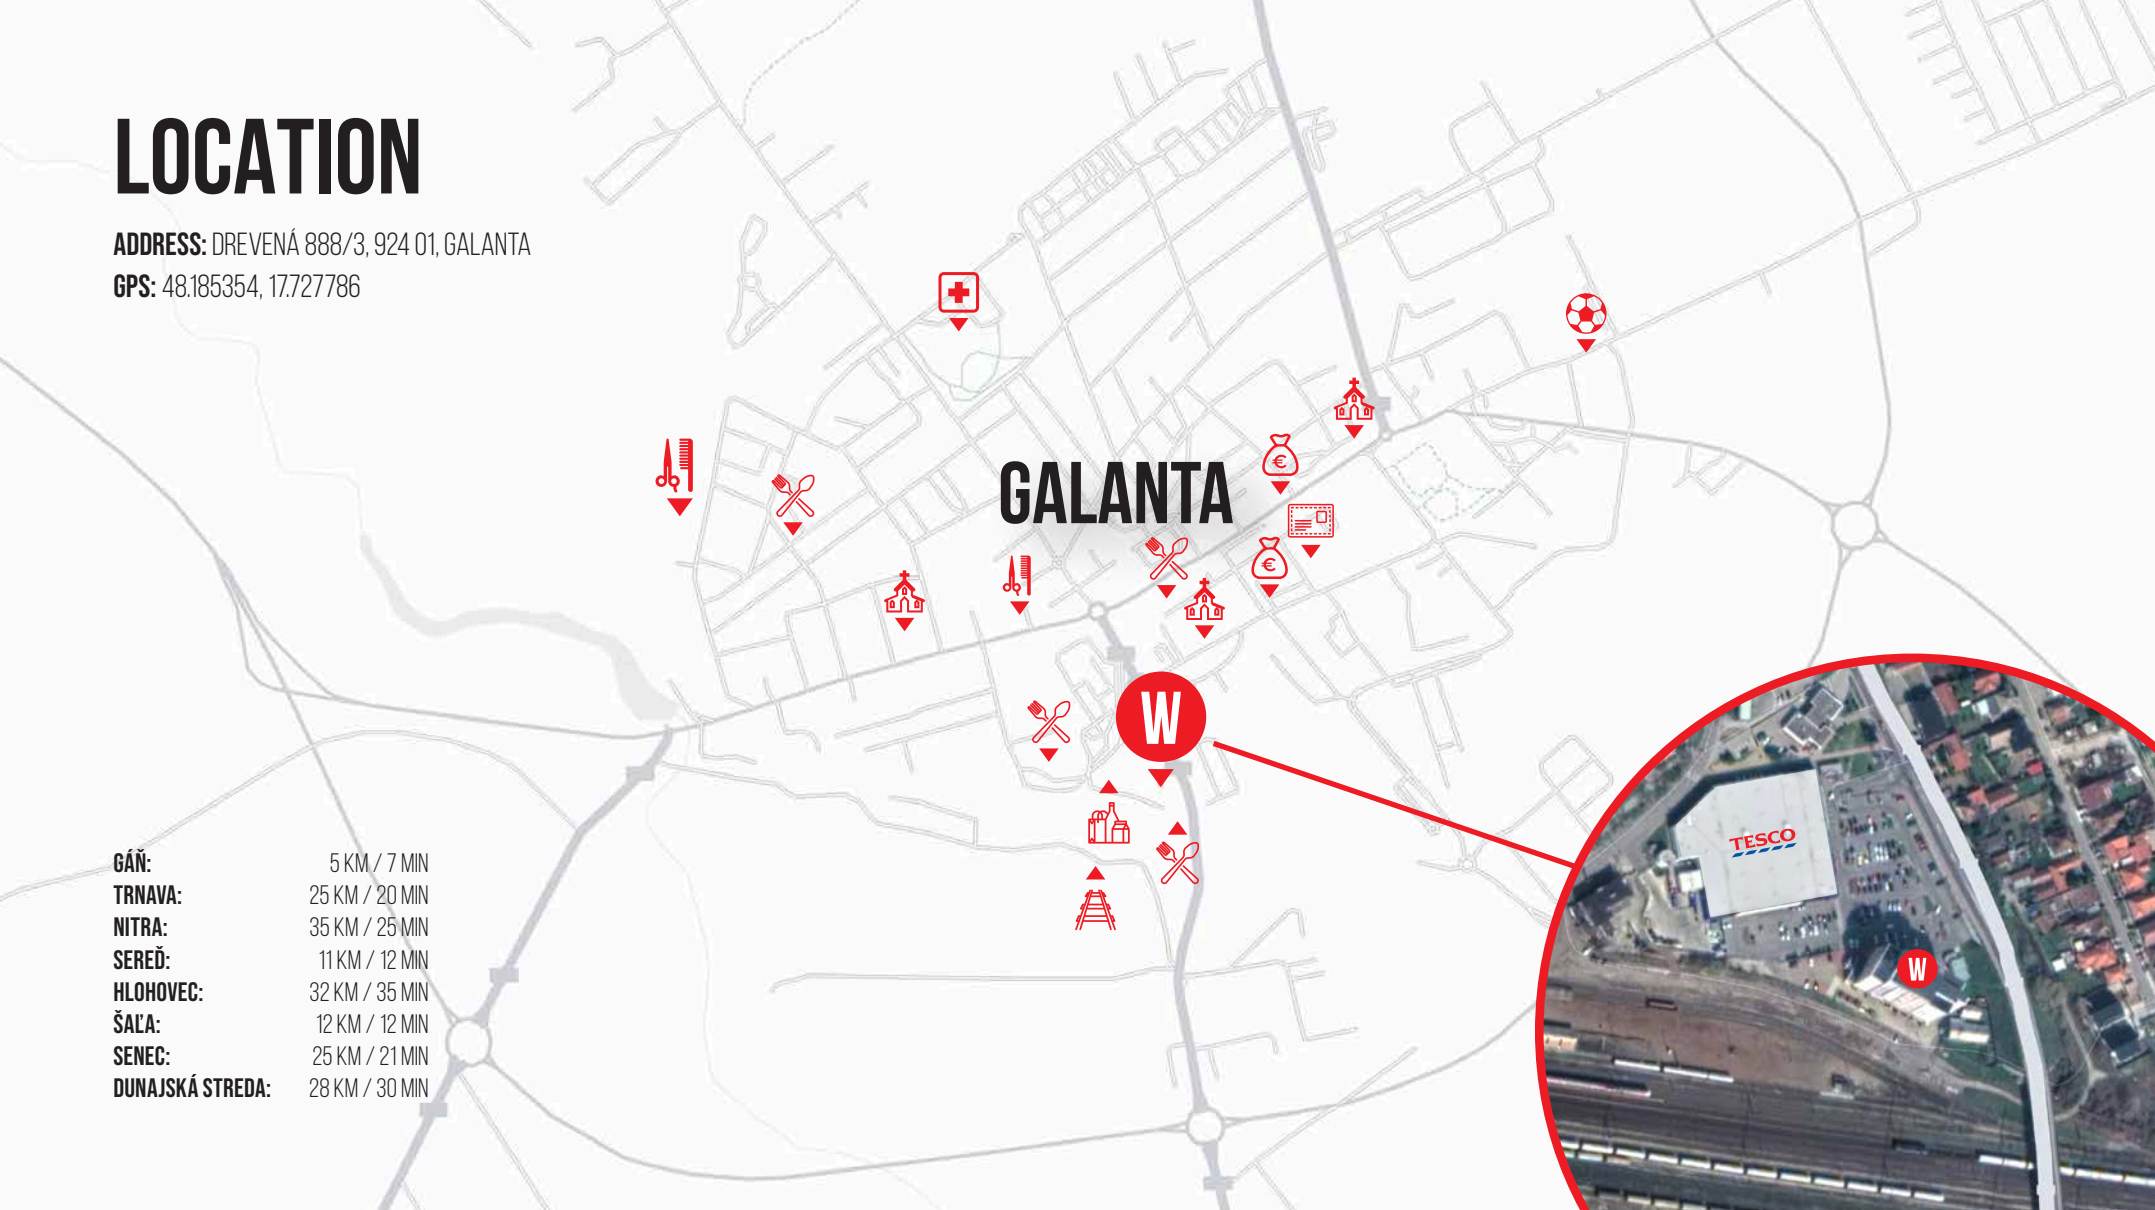 LOCATION
ADDRESS: DREVENÁ 888/3, 924 01, GALANTA
GPS: 48.185354, 17.727786
GALANTA
€
€
W
TESCO
W
GÁŇ: 5 KM / 7 MIN
TRNAVA: 25 KM / 20 MIN
NITRA: 35 KM / 25 MIN
SEREĎ: 11 KM / 12 MIN
HLOHOVEC: 32 KM / 35 MIN
ŠAĽA: 12 KM / 12 MIN
SENEC: 25 KM / 21 MIN
DUNAJSKÁ STREDA: 28 KM / 30 MIN